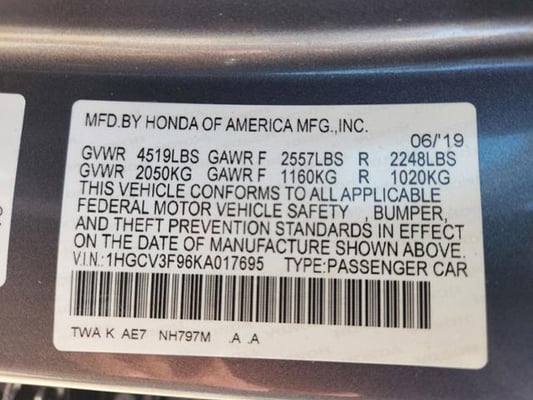 MFD.BY HONDA OF AMERICA MFG.,INC.
06/'19
GVWR 4519LBS GAWR F 2557LBS R 2248LBS
GVWR 2050KG GAWR F 1160KG R 1020KG
THIS VEHICLE CONFORMS TO ALL APPLICABLE
FEDERAL MOTOR VEHICLE SAFETY , BUMPER,
AND THEFT PREVENTION STANDARDS IN EFFECT
ON THE DATE OF MANUFACTURE SHOWN ABOVE.
V.I.N.:1HGCV3F96KA017695 TYPE:PASSENGER CAR
TWA K AE7 NH797M .A .A